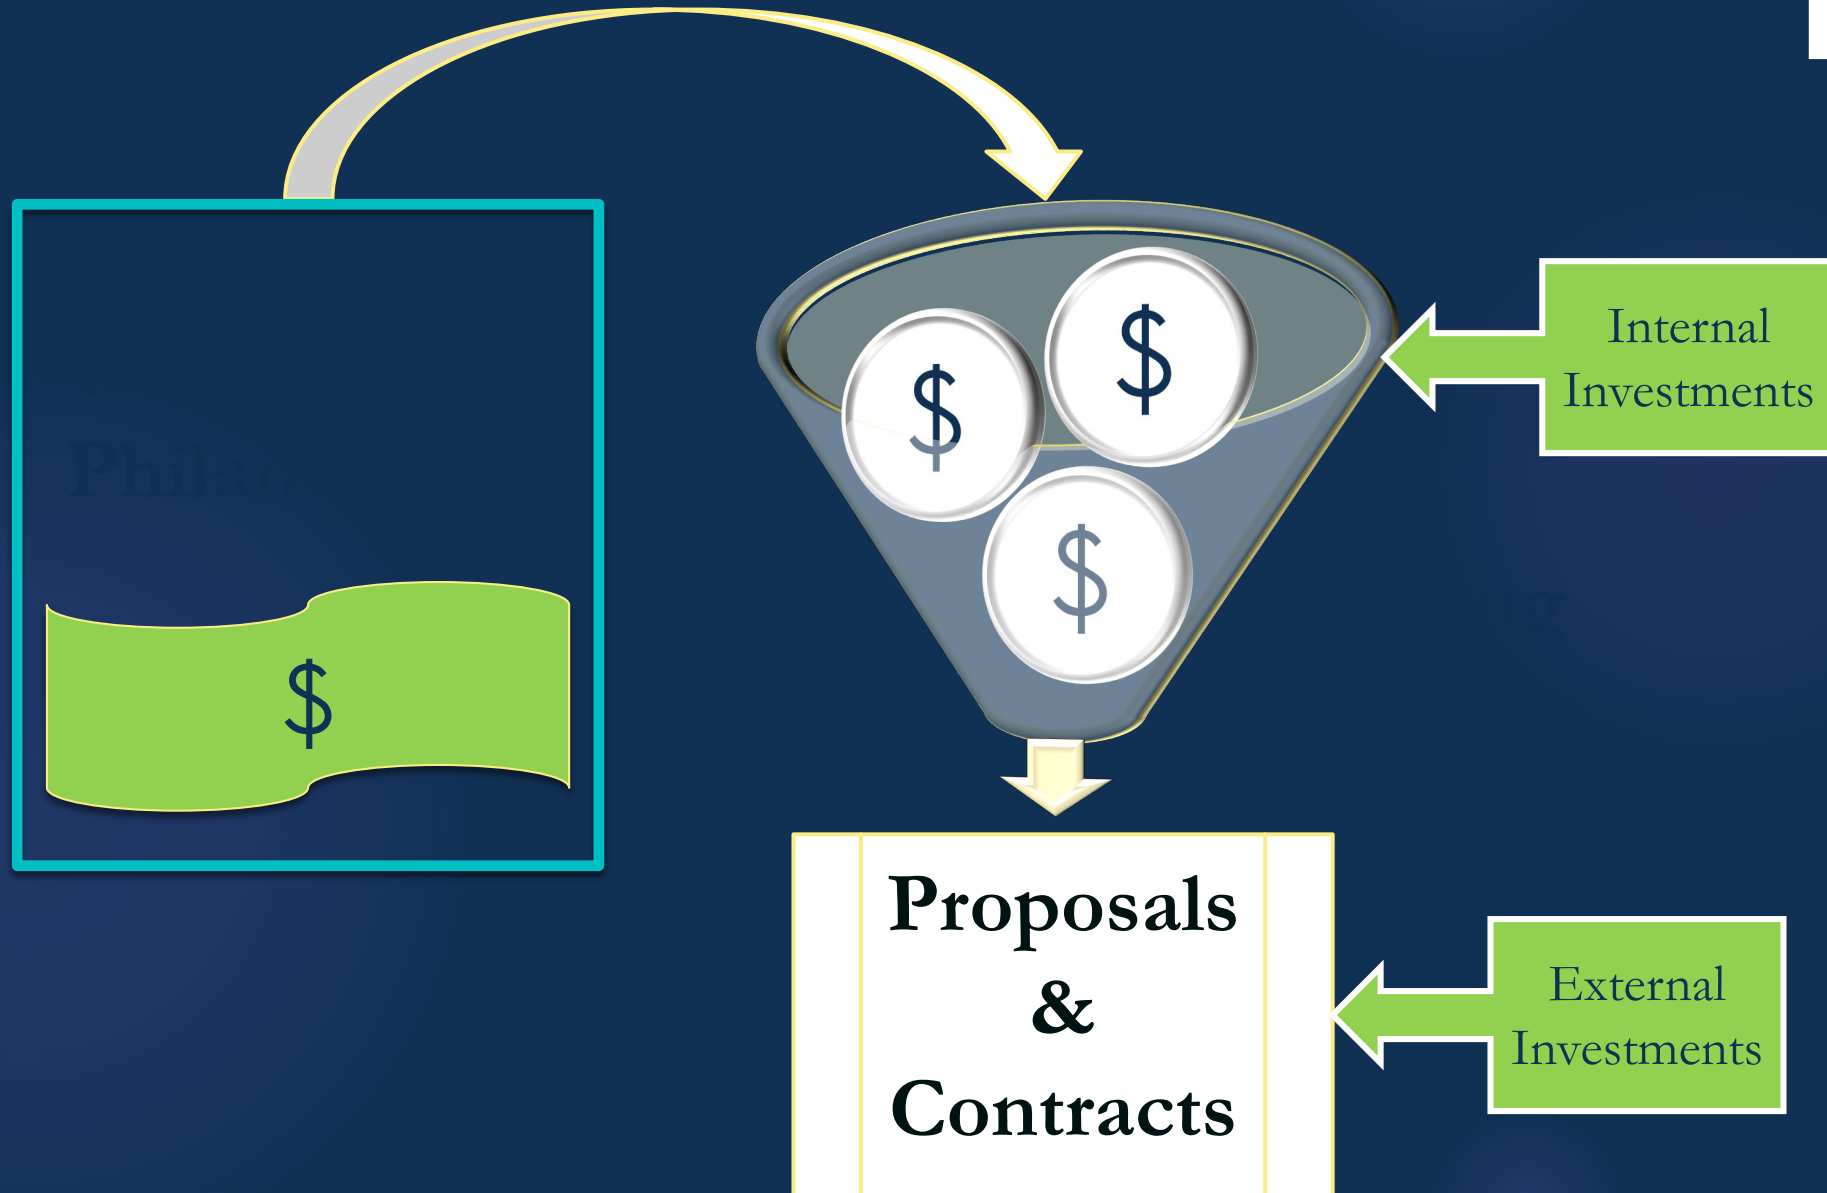 $
$
$
$
Internal
Investments
Proposals
&
Contracts
External
Investments